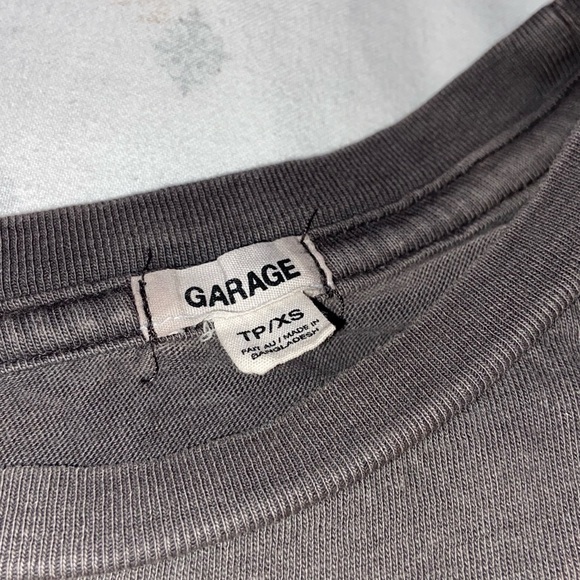 GARAGE
TP/XS
FAIT AU / MADE IN
BANGLADESH